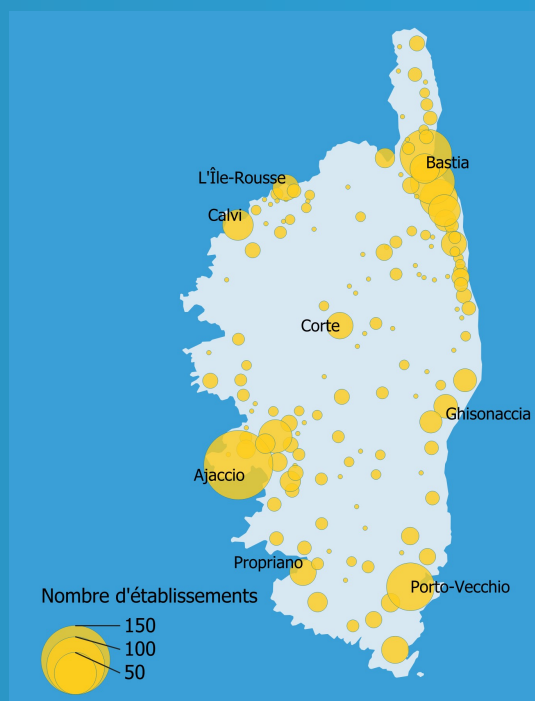 Bastia
L'Île-Rousse
Calvi
Corte
Ghisonaccia
Ajaccio
Propriano
Porto-Vecchio
Nombre d'établissements
150
100
50